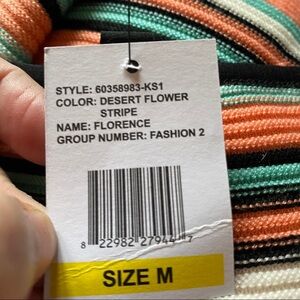 STYLE: 60358983-KS1
COLOR: DESERT FLOWER
STRIPE
NAME: FLORENCE
GROUP NUMBER: FASHION 2
8 22982 27944 7
SIZE M